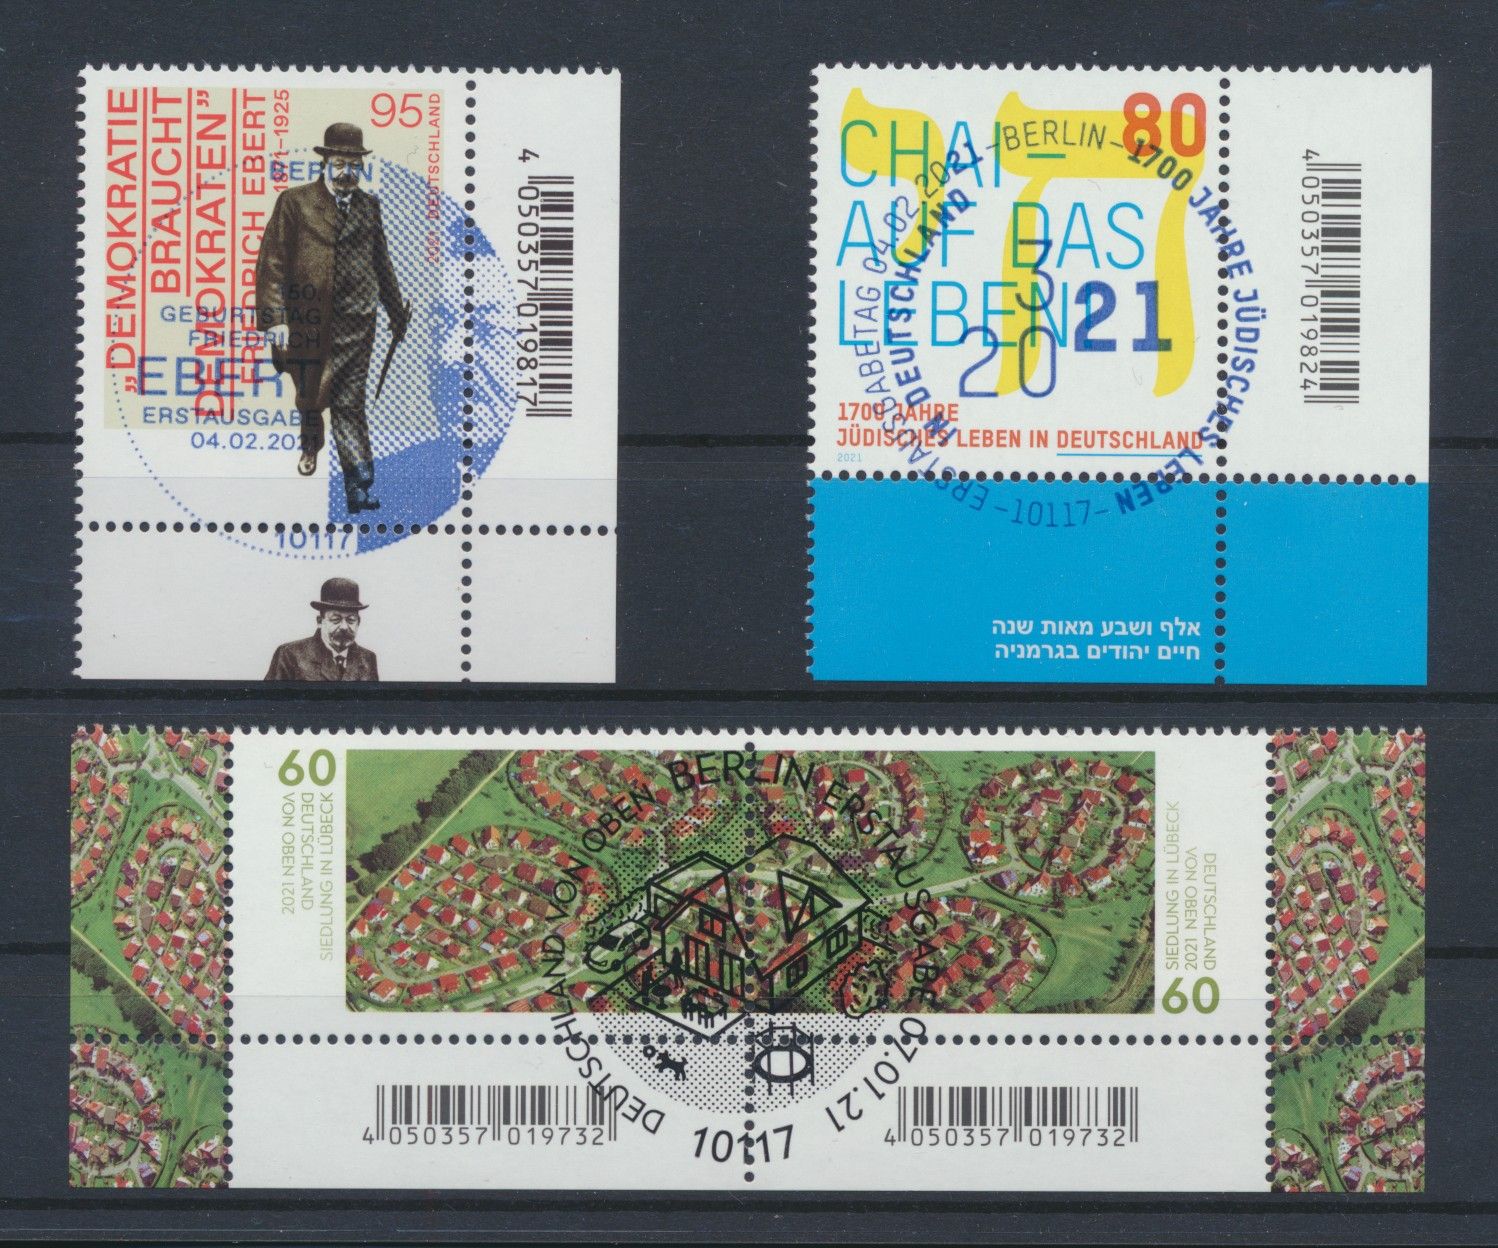 „DEMOKRATIE
BRAUCHT
DEMOKRATEN”
FRIEDRICH EBERT
1871–1925
95
2021 DEUTSCHLAND
BERLIN
150.
GEBURTSTAG
FRIEDRICH
EBERT
ERSTAUSGABE
04.02.2021
10117
4 050357 019817
CHAI –
AUF DAS
LEBEN!
80
1700 JAHRE
JÜDISCHES LEBEN IN DEUTSCHLAND
2021
–BERLIN–1700 JAHRE JÜDISCHES LEBEN
IN DEUTSCHLAND
–10117–ERSTAUSGABETAG 04.02.2021
3
20 21
4 050357 019824
אלף ושבע מאות שנה
חיים יהודים בגרמניה
60
DEUTSCHLAND
SIEDLUNG IN LÜBECK
VON OBEN
2021
DEUTSCHLAND VON OBEN BERLIN ERSTAUSGABE 07.01.21
10117
DEUTSCHLAND
SIEDLUNG IN LÜBECK
VON OBEN
2021
60
4 050357 019732
4 050357 019732